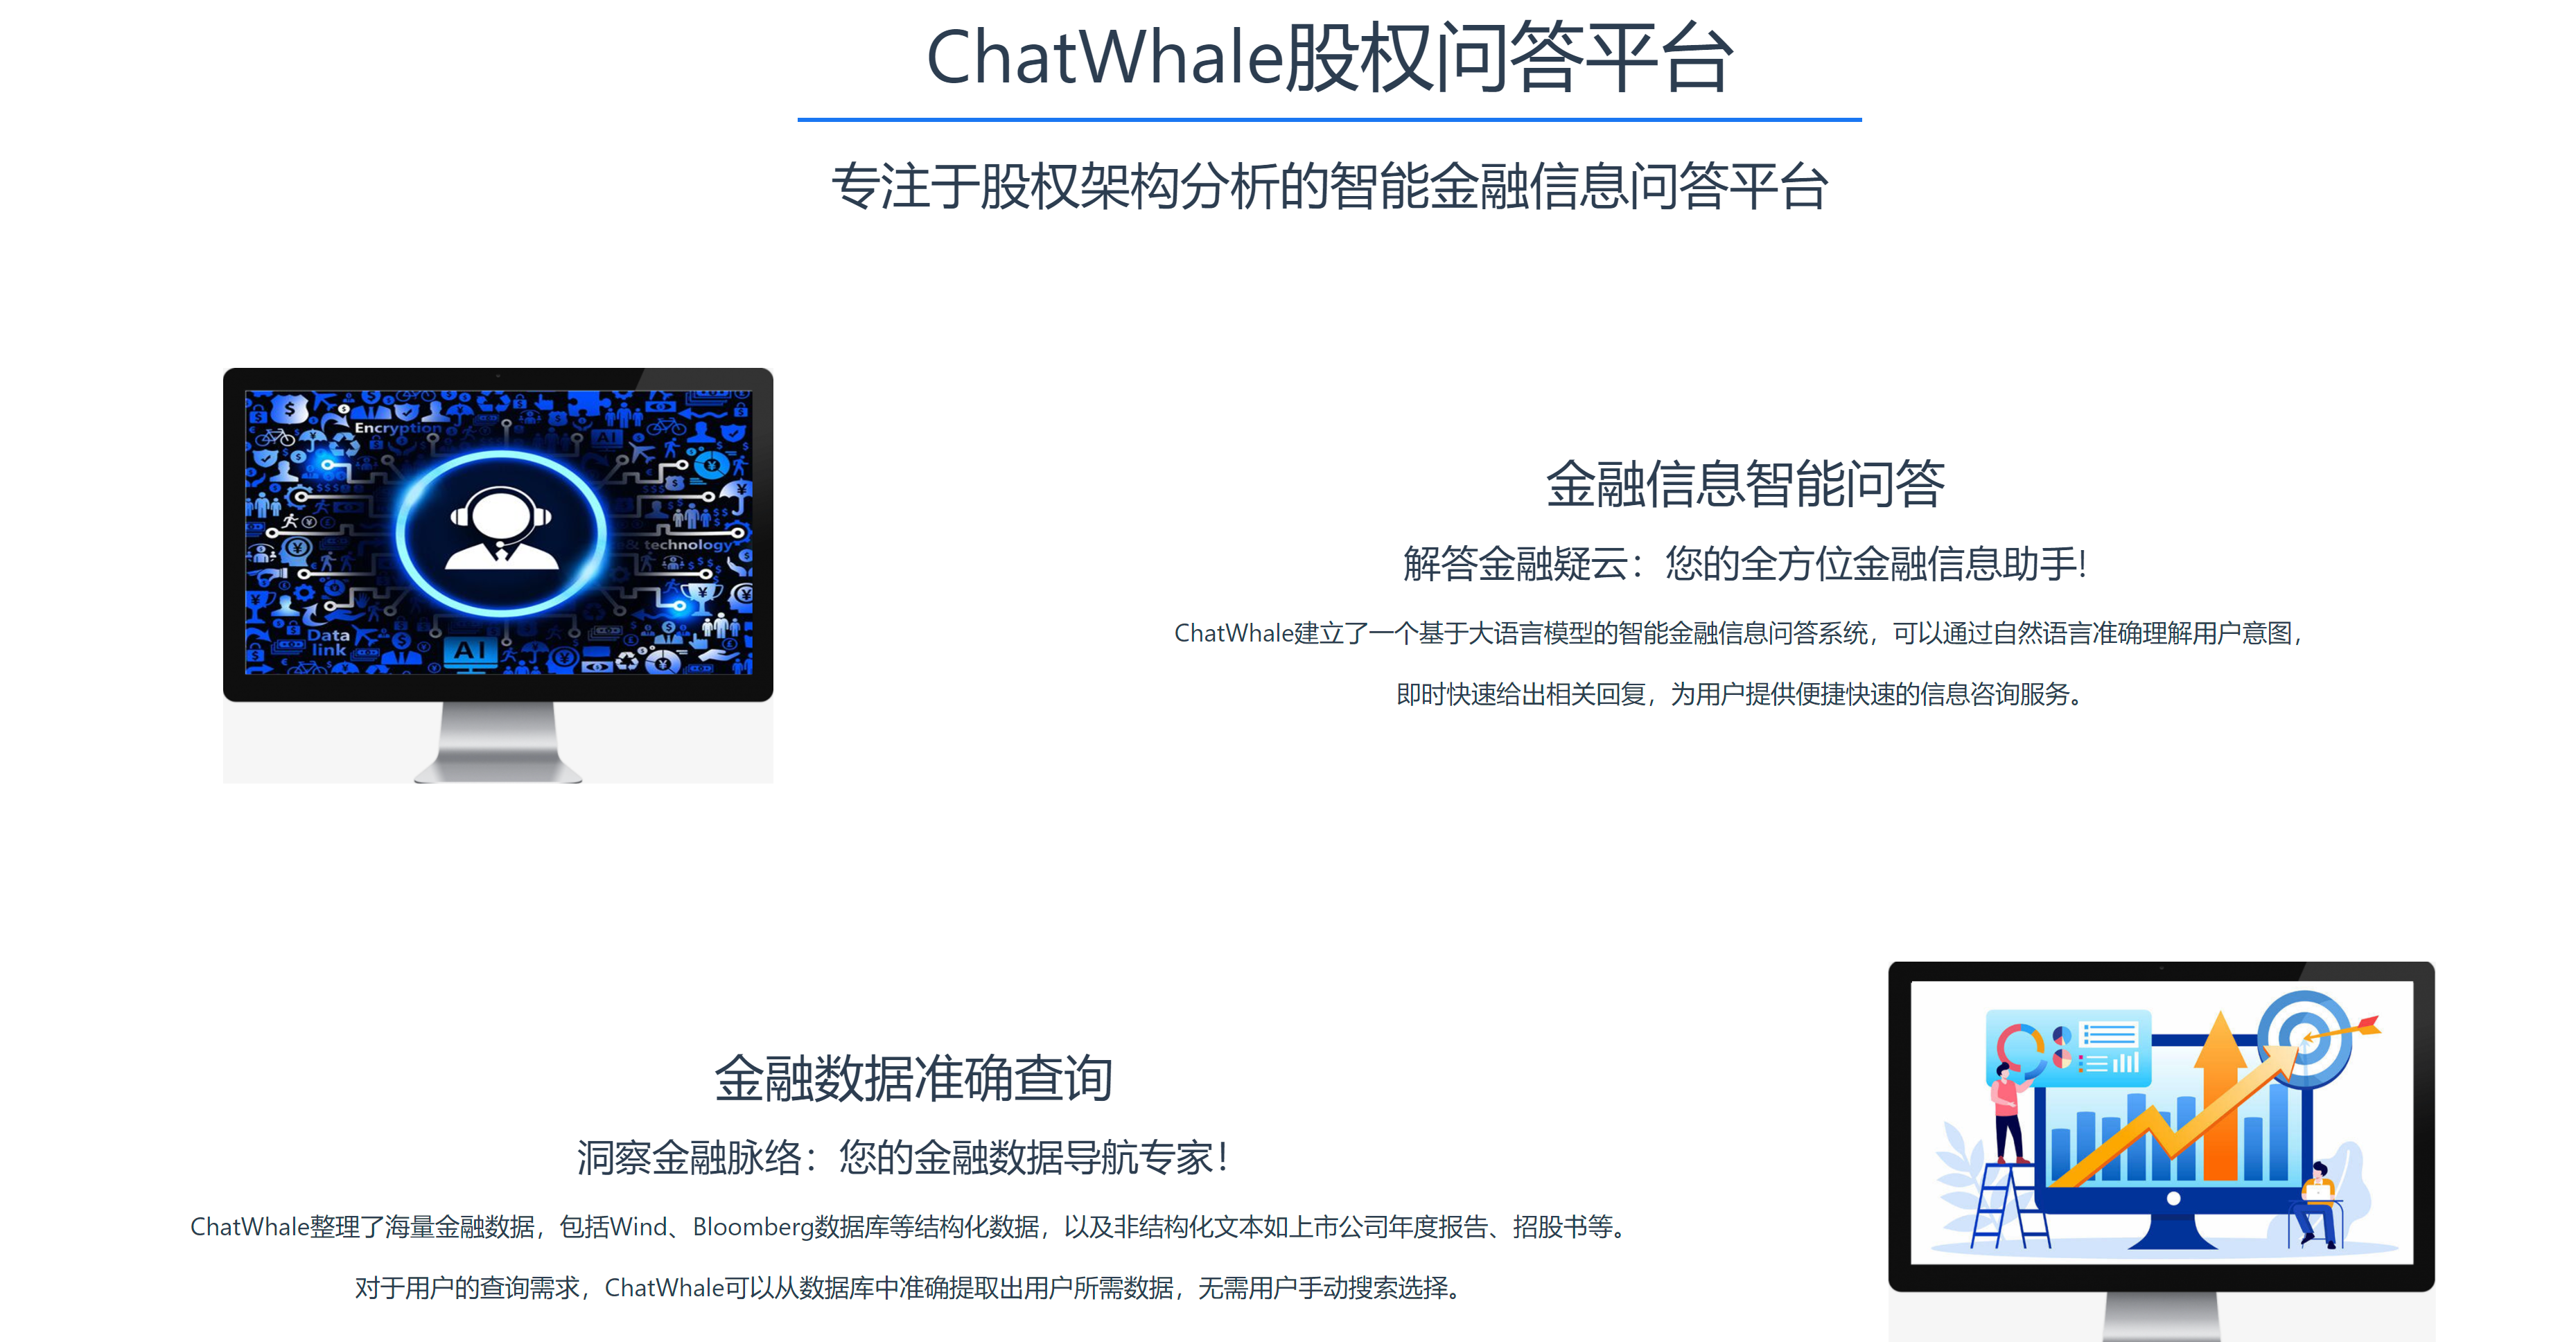 ChatWhale股权问答平台
专注于股权架构分析的智能金融信息问答平台
Encryption
AI
& technology
Data
link
AI
金融信息智能问答
解答金融疑云：您的全方位金融信息助手!
ChatWhale建立了一个基于大语言模型的智能金融信息问答系统，可以通过自然语言准确理解用户意图，
即时快速给出相关回复，为用户提供便捷快速的信息咨询服务。
金融数据准确查询
洞察金融脉络：您的金融数据导航专家！
ChatWhale整理了海量金融数据，包括Wind、Bloomberg数据库等结构化数据，以及非结构化文本如上市公司年度报告、招股书等。
对于用户的查询需求，ChatWhale可以从数据库中准确提取出用户所需数据，无需用户手动搜索选择。